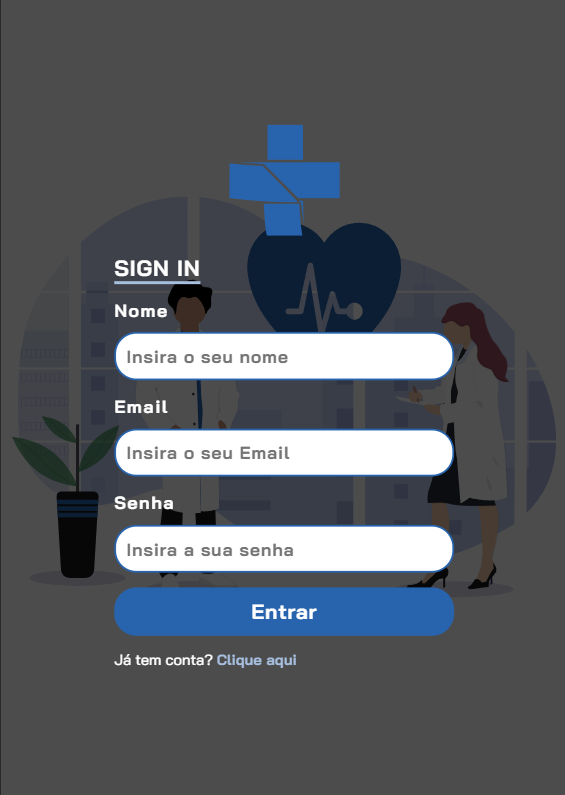 SIGN IN
Nome
Insira o seu nome
Email
Insira o seu Email
Senha
Insira a sua senha
Entrar
Já tem conta? Clique aqui